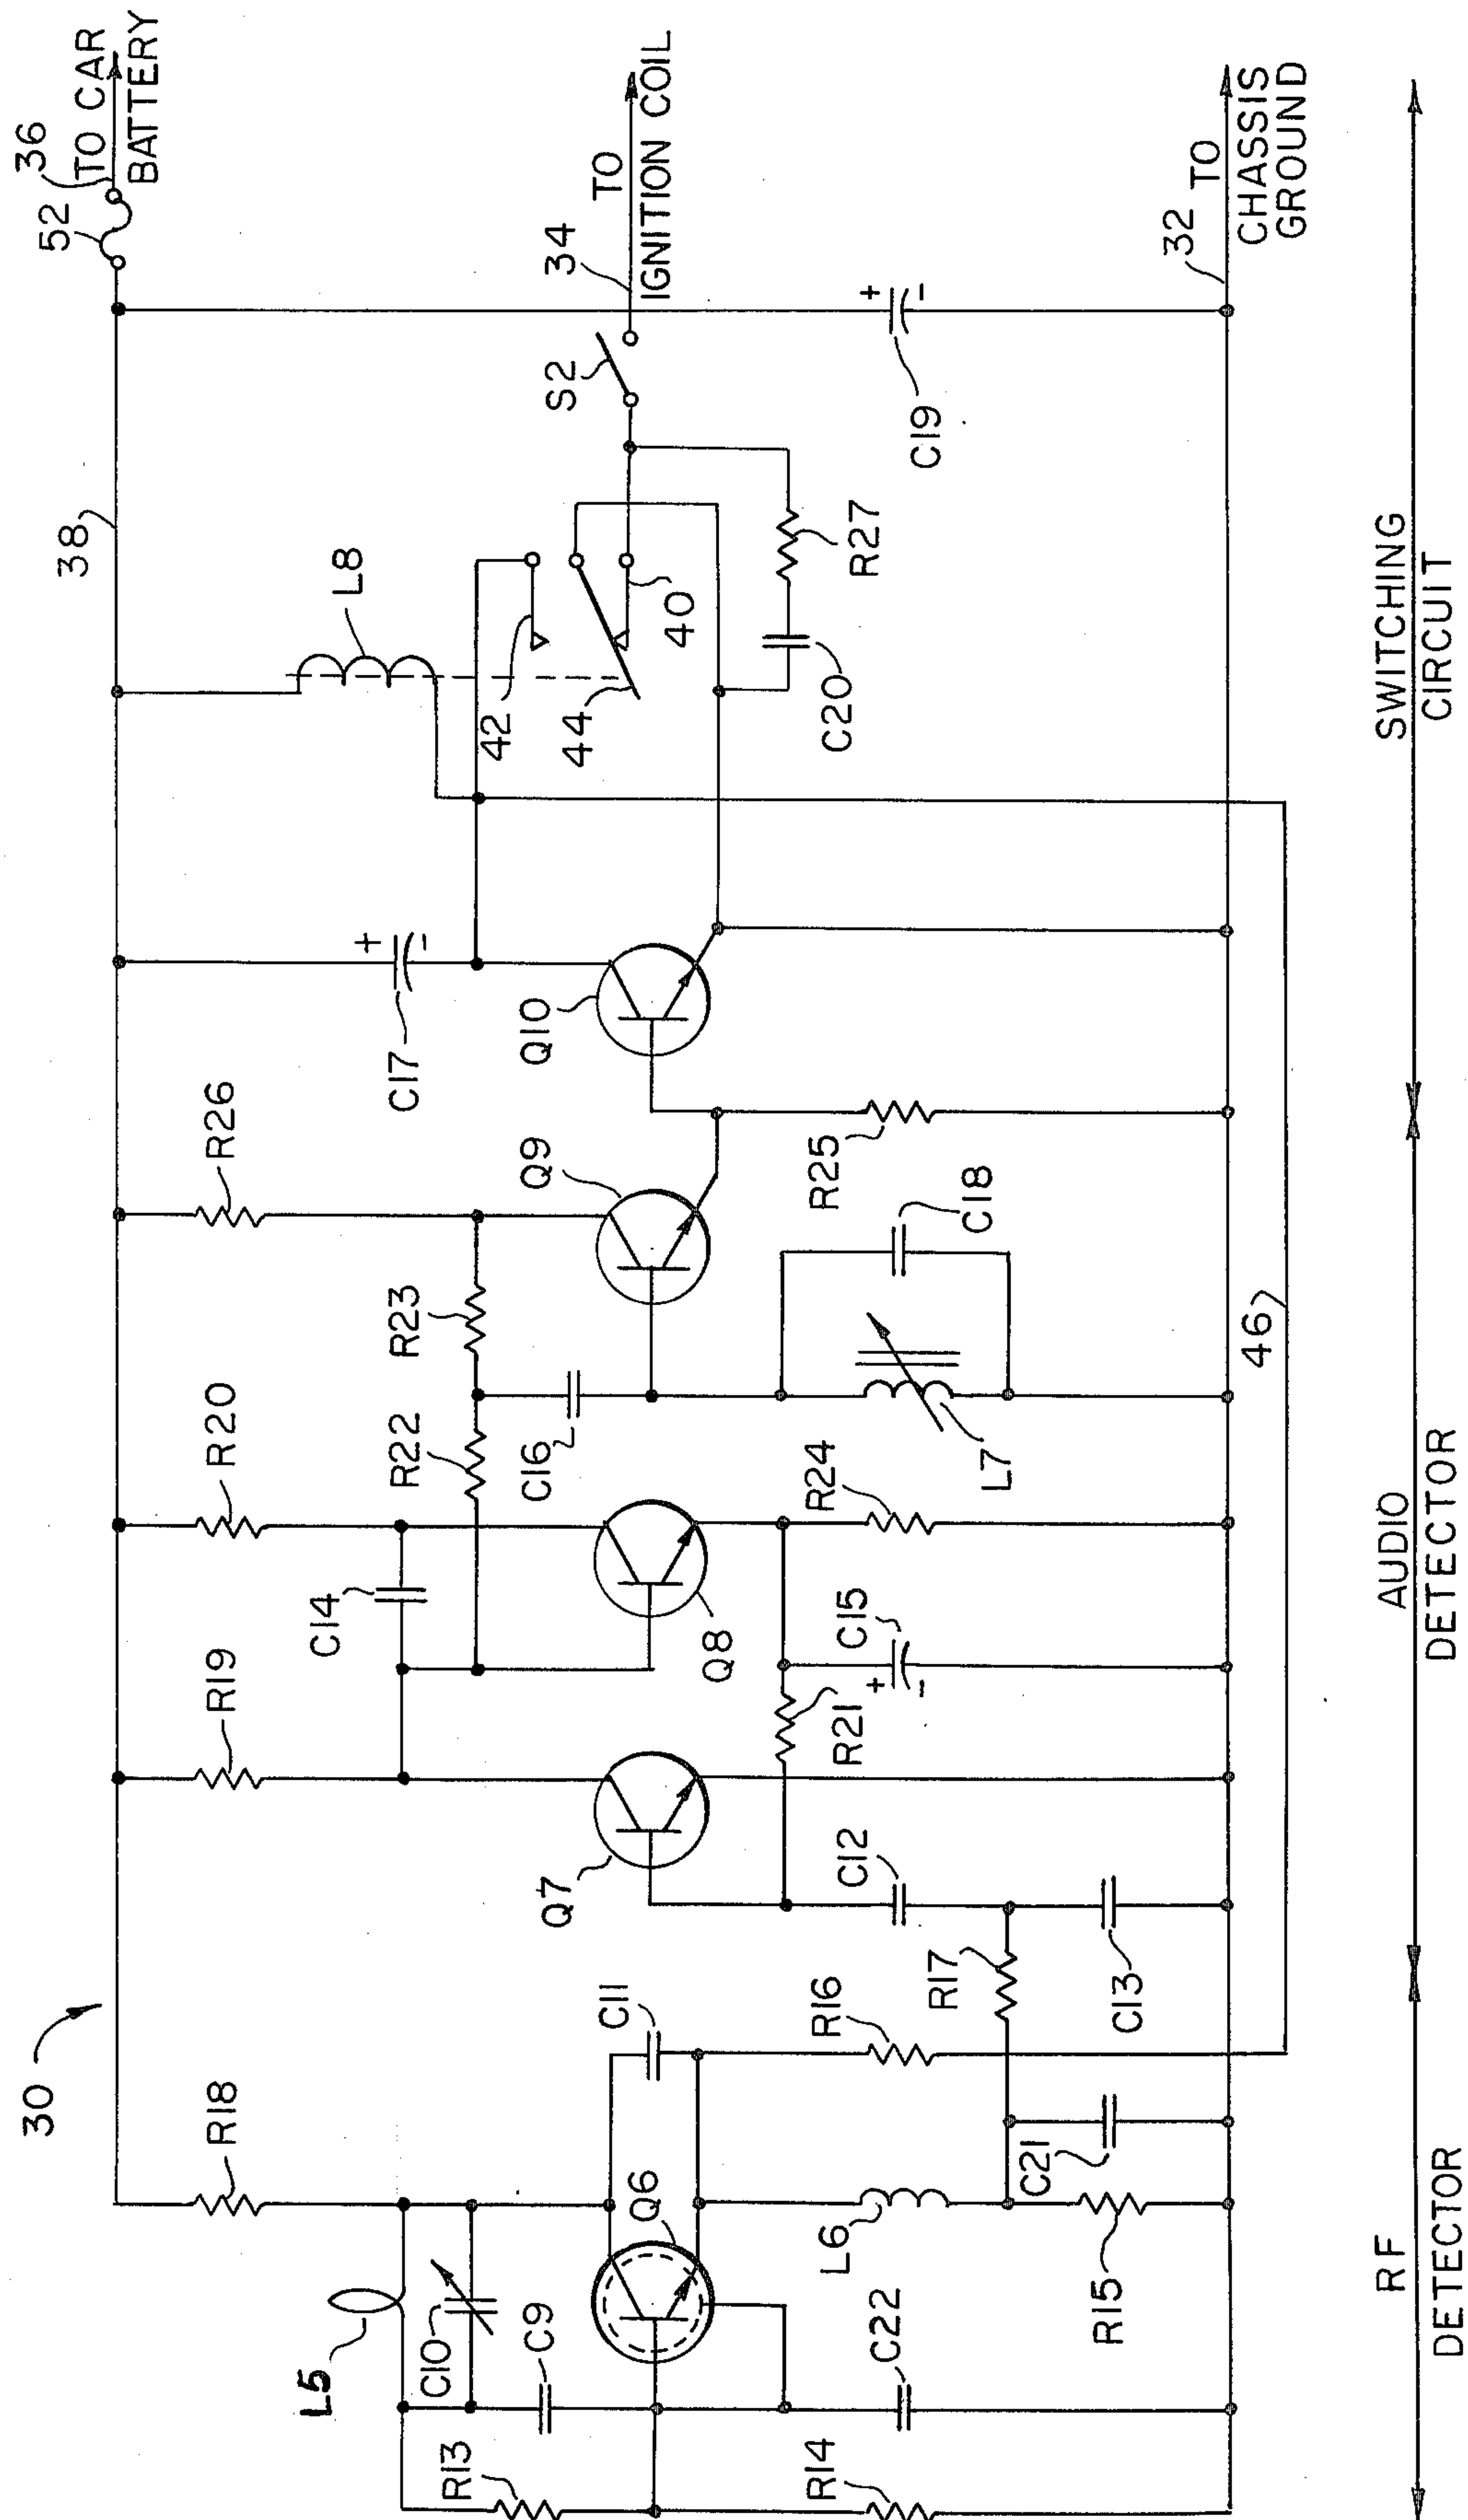 30
L5
C10
C9
R13
R14
C22
R18
Q6
L6
R15
C21
C11
R16
R17
C13
C12
Q7
R19
C14
R21
C15
Q8
R20
R22
R23
C16
R24
L7
C18
46
R26
Q9
R25
C17
Q10
38
L8
42
44
40
C20
R27
S2
C19
52
36
TO CAR
BATTERY
34
TO
IGNITION COIL
32
TO
CHASSIS
GROUND
+
-
+
-
+
-
RF
DETECTOR
AUDIO
DETECTOR
SWITCHING
CIRCUIT